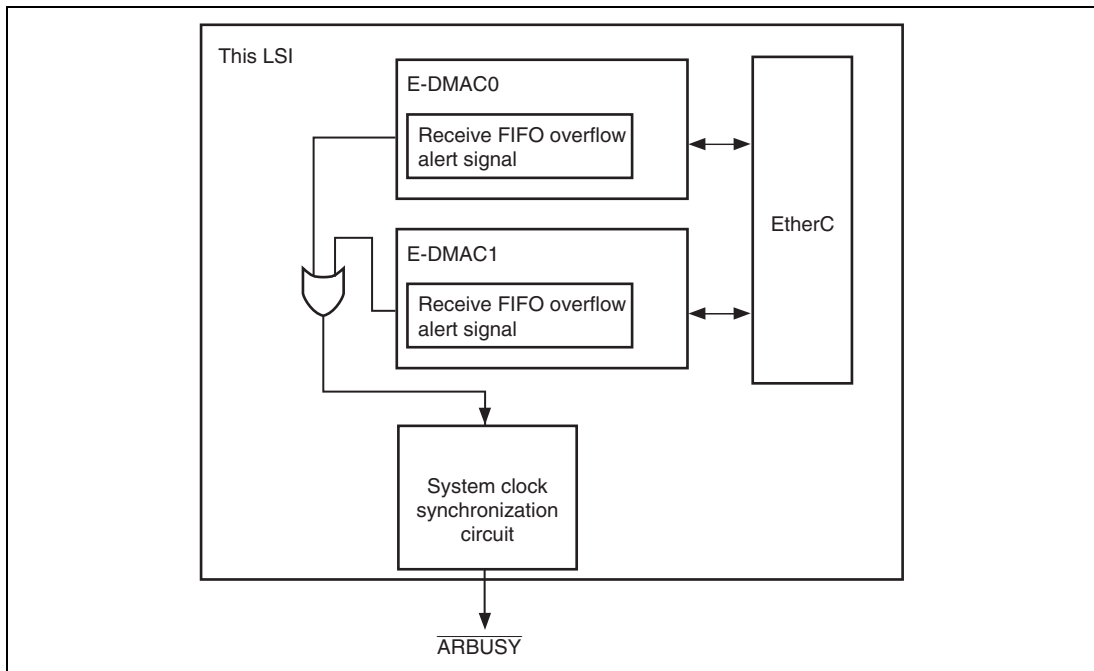 This LSI
E-DMAC0
Receive FIFO overflow
alert signal
EtherC
E-DMAC1
Receive FIFO overflow
alert signal
System clock
synchronization
circuit
ARBUSY